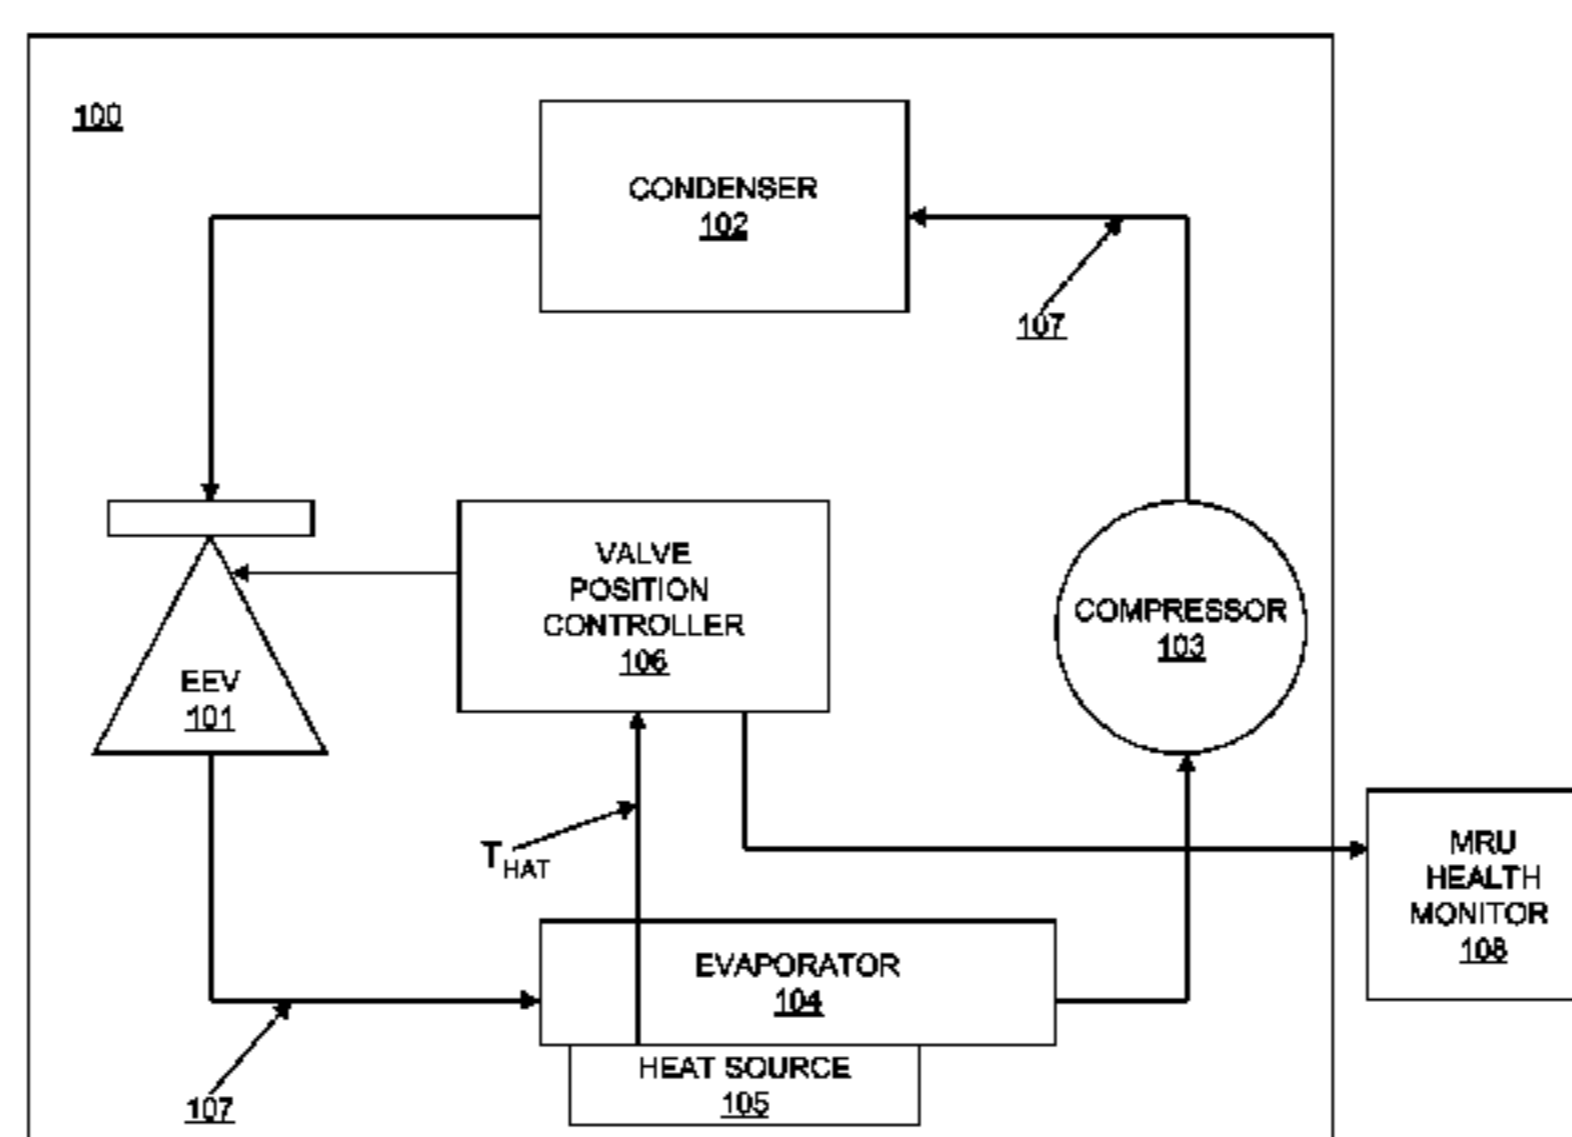 100
CONDENSER
102
107
VALVE
POSITION
CONTROLLER
106
COMPRESSOR
103
EEV
101
THAT
MRU
HEALTH
MONITOR
108
EVAPORATOR
104
HEAT SOURCE
105
107